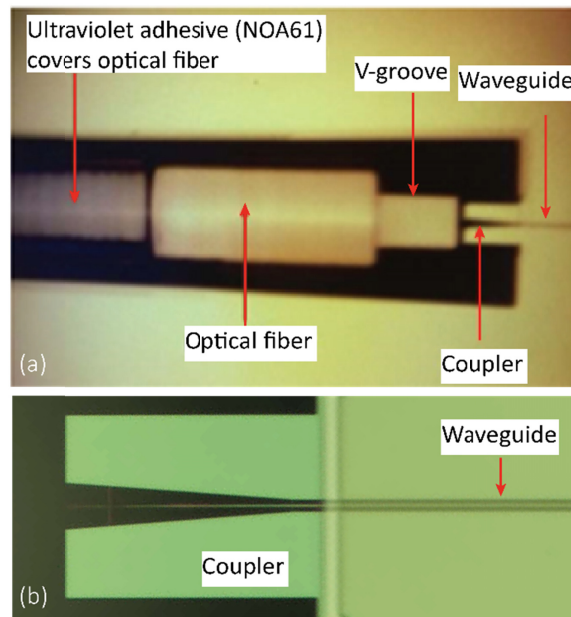 Ultraviolet adhesive (NOA61)
covers optical fiber
V-groove
Waveguide
Optical fiber
Coupler
(a)
Waveguide
Coupler
(b)